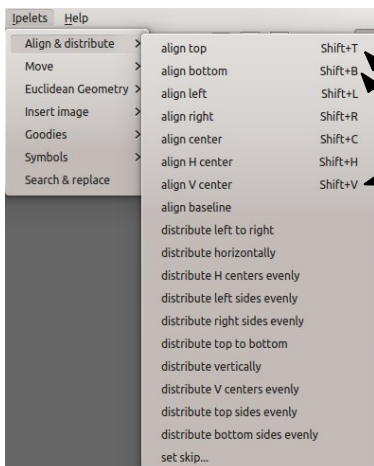 Ipelets Help
Align & distribute >
Move >
Euclidean Geometry >
Insert image >
Goodies >
Symbols >
Search & replace
align top Shift+T
align bottom Shift+B
align left Shift+L
align right Shift+R
align center Shift+C
align H center Shift+H
align V center Shift+V
align baseline
distribute left to right
distribute horizontally
distribute H centers evenly
distribute left sides evenly
distribute right sides evenly
distribute top to bottom
distribute vertically
distribute V centers evenly
distribute top sides evenly
distribute bottom sides evenly
set skip...